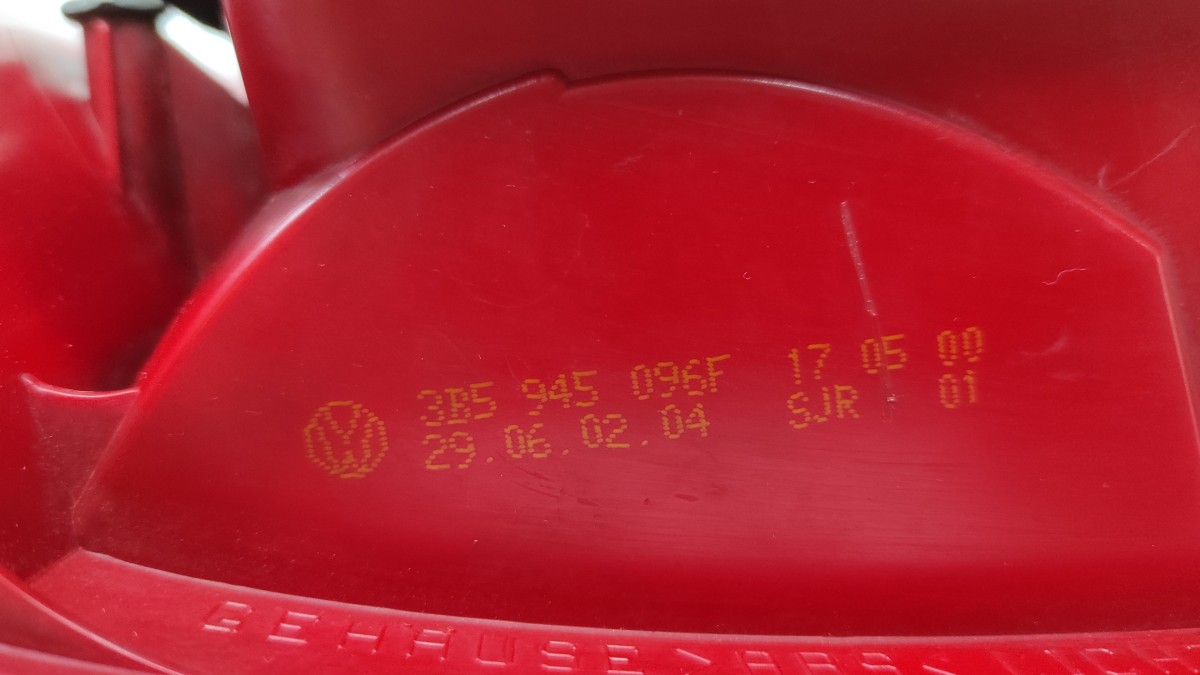 3B5 945 096F 17 05 00
29.06.02.04 SJR 01
GEHÄUSE >ABS<